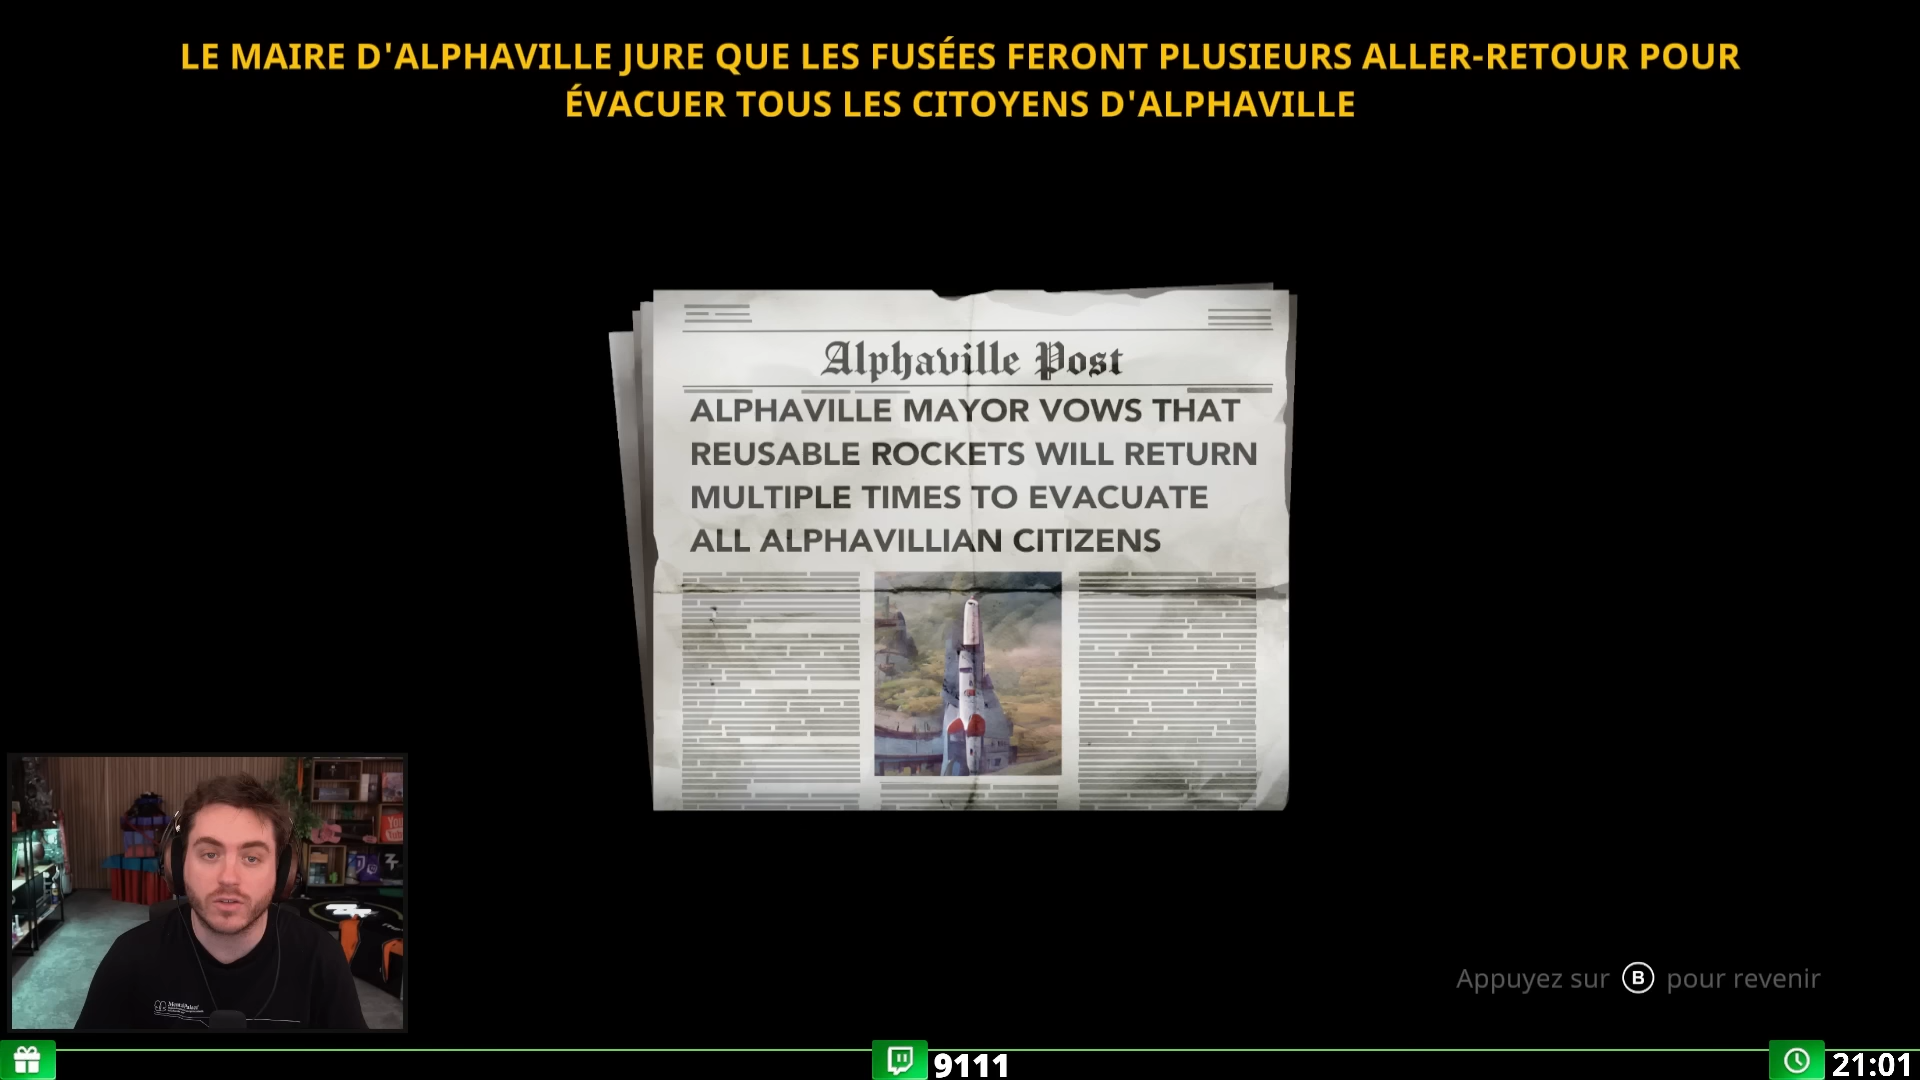 LE MAIRE D'ALPHAVILLE JURE QUE LES FUSÉES FERONT PLUSIEURS ALLER-RETOUR POUR
ÉVACUER TOUS LES CITOYENS D'ALPHAVILLE
Alphaville Post
ALPHAVILLE MAYOR VOWS THAT
REUSABLE ROCKETS WILL RETURN
MULTIPLE TIMES TO EVACUATE
ALL ALPHAVILLIAN CITIZENS
Appuyez sur B pour revenir
9111
21:01